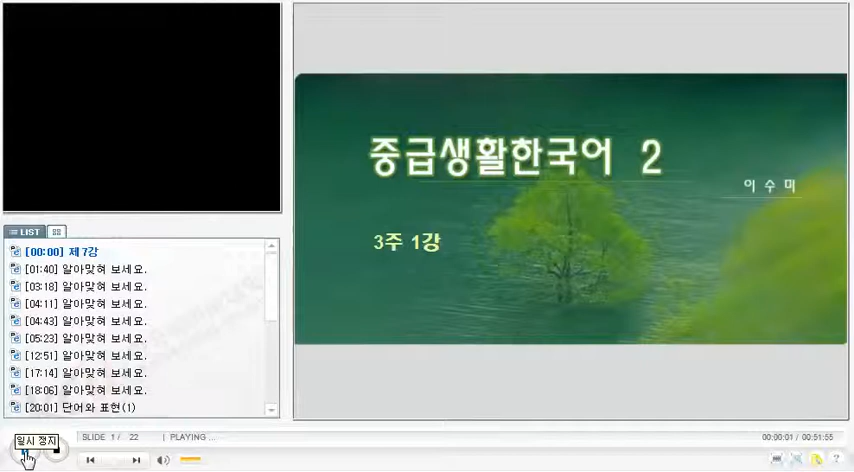 중급생활한국어 2
이 수 미
3주 1강
LIST
[00:00] 제 7강
[01:40] 알아맞혀 보세요.
[03:18] 알아맞혀 보세요.
[04:11] 알아맞혀 보세요.
[04:43] 알아맞혀 보세요.
[05:23] 알아맞혀 보세요.
[12:51] 알아맞혀 보세요.
[17:14] 알아맞혀 보세요.
[18:06] 알아맞혀 보세요.
[20:01] 단어와 표현(1)
일시 정지
SLIDE 1 / 22 | PLAYING ...
00:00:01 / 00:51:55